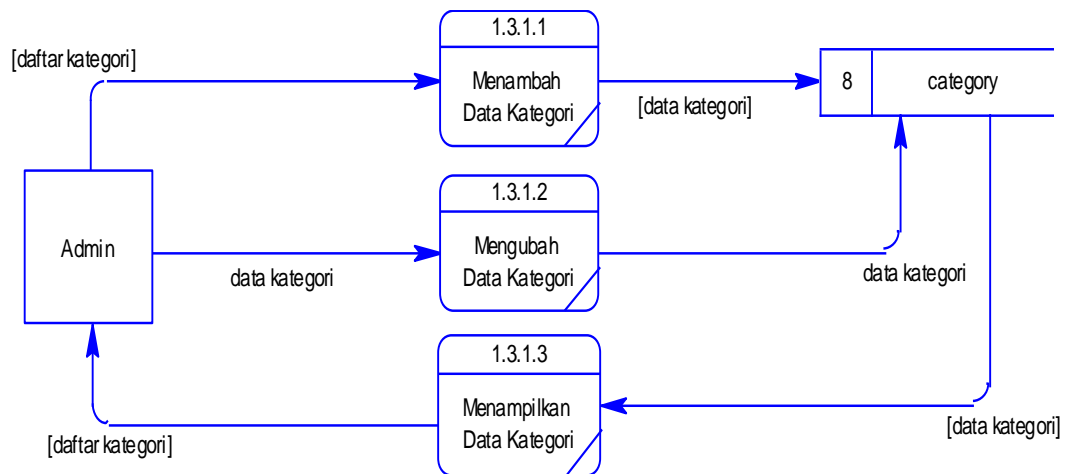 1.3.1.1
[daftar kategori]
Menambah
Data Kategori
[data kategori]
8
category
1.3.1.2
Admin
Mengubah
Data Kategori
data kategori
data kategori
1.3.1.3
Menampilkan
Data Kategori
[daftar kategori]
[data kategori]